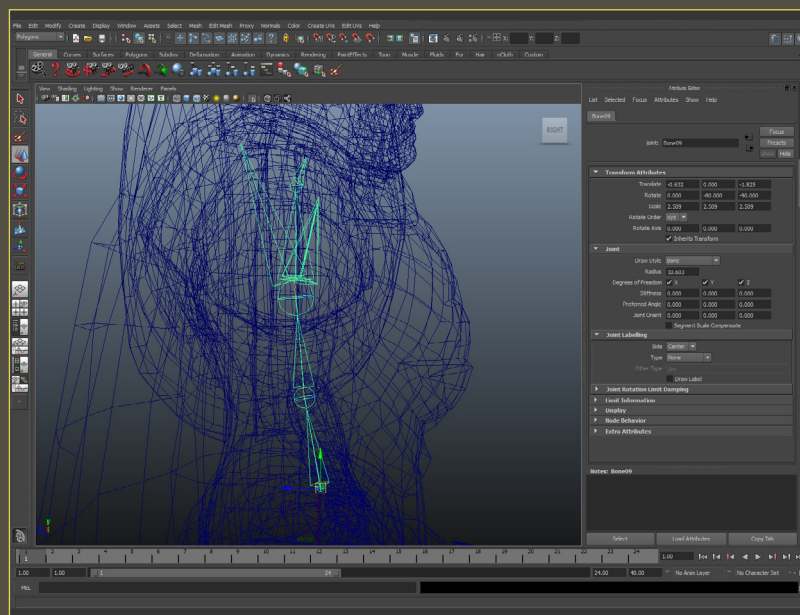 File Edit Modify Create Display Window Assets Select Mesh Edit Mesh Proxy Normals Color Create UVs Edit UVs Help
Polygons
X: Y: Z:
General Curves Surfaces Polygons Subdivs Deformation Animation Dynamics Rendering PaintEffects Toon Muscle Fluids Fur Hair nCloth Custom
View Shading Lighting Show Renderer Panels
RIGHT
Attribute Editor
List Selected Focus Attributes Show Help
Bone09
Focus
joint: Bone09
Presets
Show Hide
Transform Attributes
Translate -0.632 0.000 -1.825
Rotate 0.000 -90.000 -90.000
Scale 2.509 2.509 2.509
Rotate Order xyz
Rotate Axis 0.000 0.000 0.000
Inherits Transform
Joint
Draw Style Bone
Radius
Degrees of Freedom X Y Z
Stiffness 0.000 0.000 0.000
Preferred Angle 0.000 0.000 0.000
Joint Orient 0.000 0.000 0.000
Segment Scale Compensate
Joint Labelling
Side Center
Type None
Other Type
Draw Label
Joint Rotation Limit Damping
Limit Information
Display
Node Behavior
Extra Attributes
Notes: Bone09
Select Load Attributes Copy Tab
1 2 3 4 5 6 7 8 9 10 11 12 13 14 15 16 17 18 19 20 21 22 23 24 1.00
1
1.00 1.00 1 24 24.00 48.00 No Anim Layer No Character Set
MEL